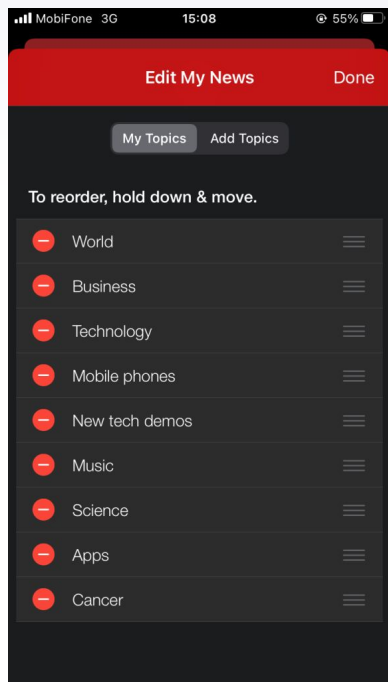 MobiFone 3G 15:08 55%
Edit My News Done
My Topics Add Topics
To reorder, hold down & move.
World
Business
Technology
Mobile phones
New tech demos
Music
Science
Apps
Cancer